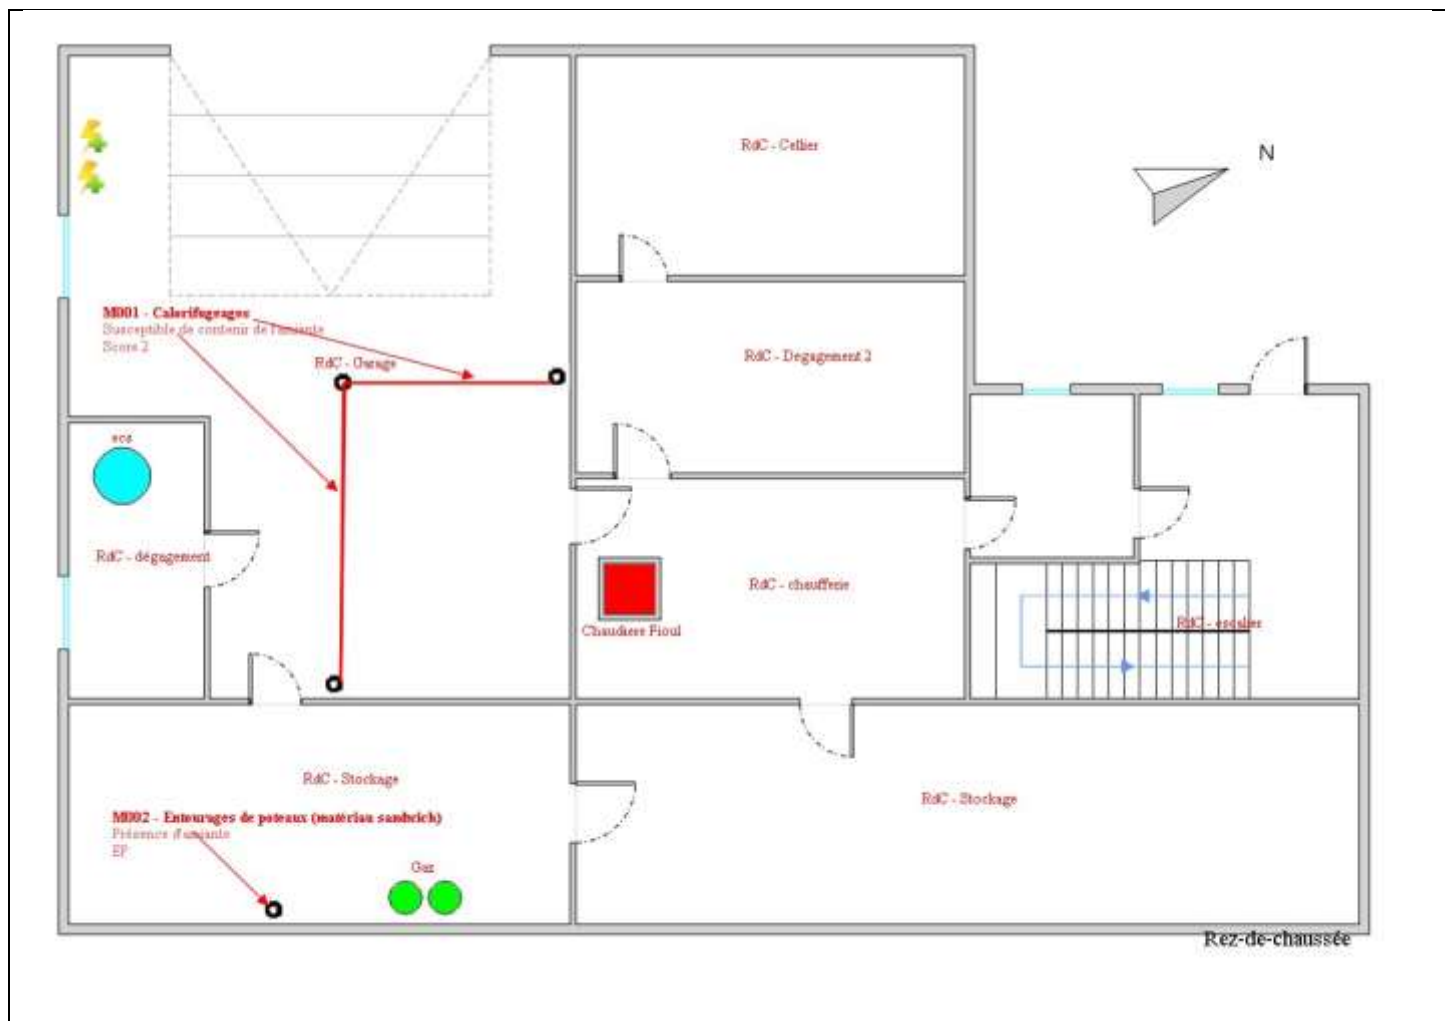 RdC - Cellier
N
M001 - Calorifugeages
Susceptible de contenir de l'amiante
Score 2
RdC - Garage
RdC - Degagement 2
ecs
RdC - dégagement
RdC - chaufferie
Chaudiere Fioul
RdC - escalier
RdC - Stockage
RdC - Stockage
M002 - Entourages de poteaux (matériau sandwich)
Présence d'amiante
EP
Gaz
Rez-de-chaussée